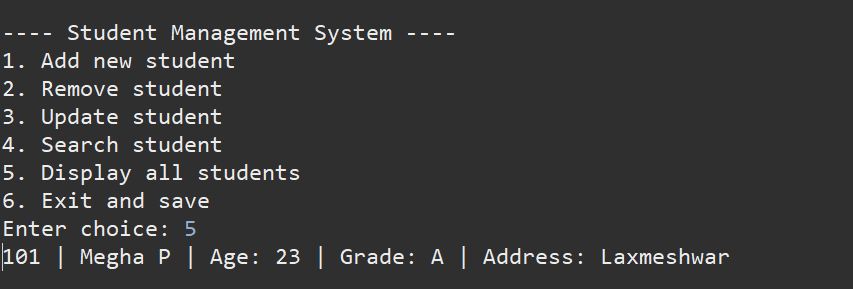 ---- Student Management System ----
1. Add new student
2. Remove student
3. Update student
4. Search student
5. Display all students
6. Exit and save
Enter choice: 5
101 | Megha P | Age: 23 | Grade: A | Address: Laxmeshwar